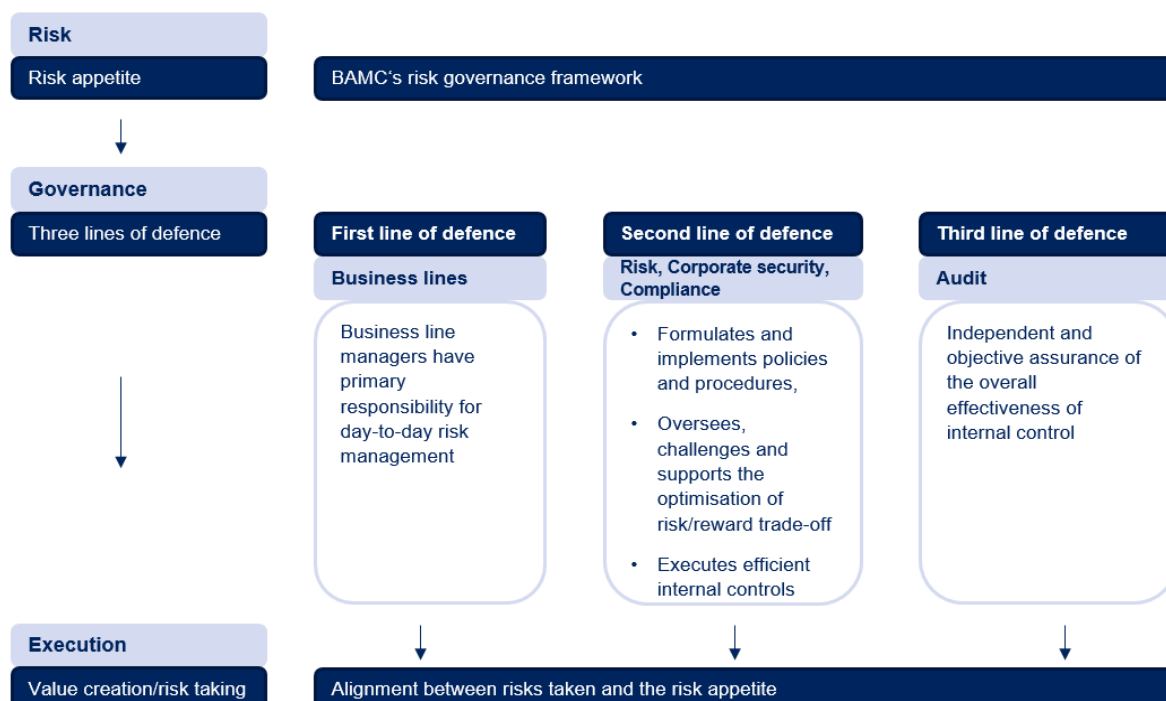 Risk
Risk appetite
BAMC‘s risk governance framework
Governance
Three lines of defence
First line of defence
Business lines
Business line
managers have
primary
responsibility for
day-to-day risk
management
Second line of defence
Risk, Corporate security,
Compliance
• Formulates and
implements policies
and procedures,
• Oversees,
challenges and
supports the
optimisation of
risk/reward trade-off
• Executes efficient
internal controls
Third line of defence
Audit
Independent and
objective assurance of
the overall
effectiveness of
internal control
Execution
Value creation/risk taking
Alignment between risks taken and the risk appetite